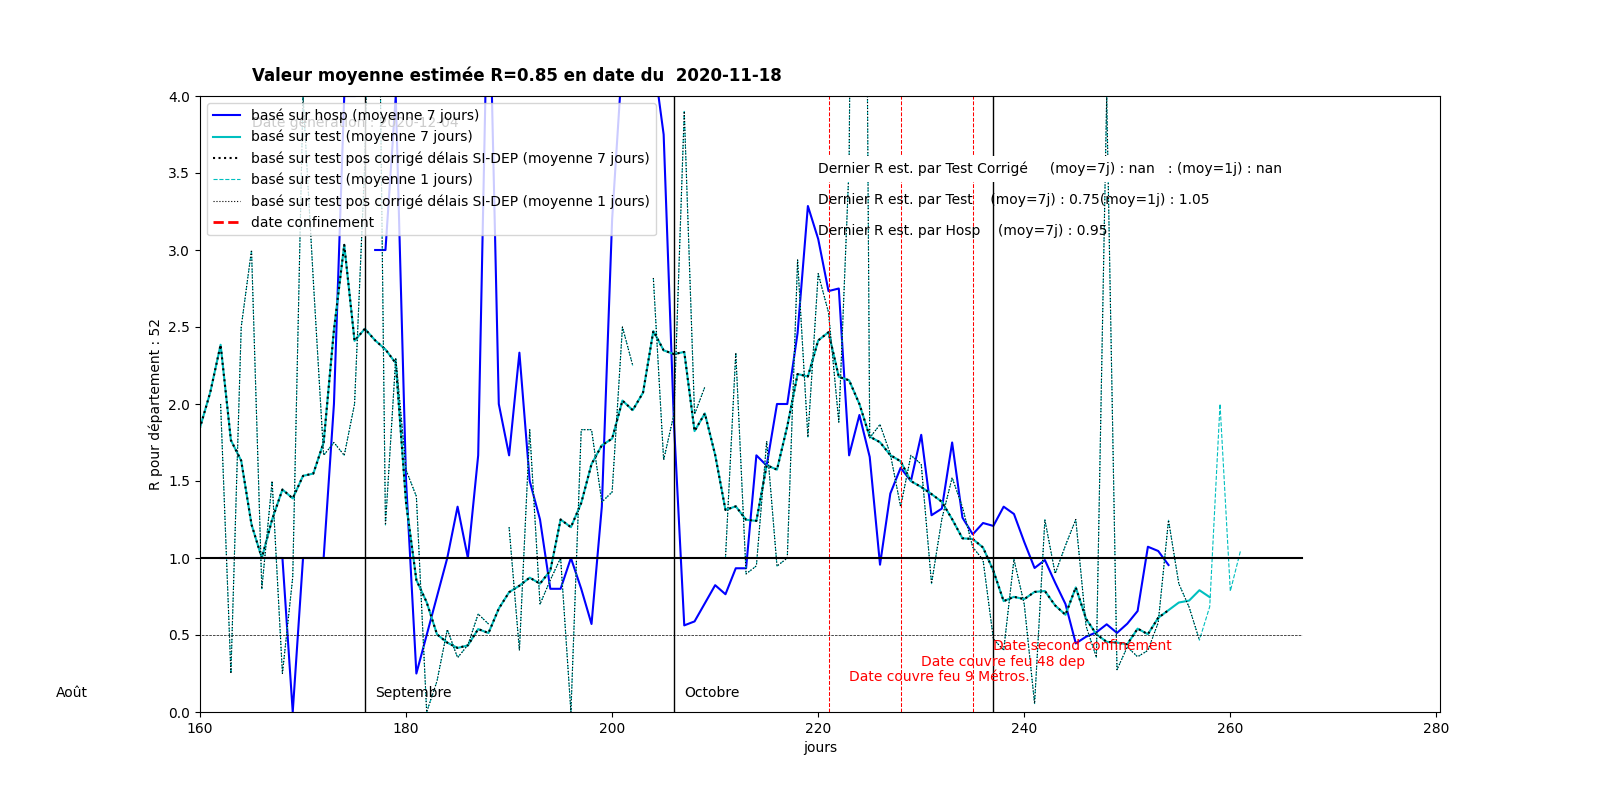 Valeur moyenne estimée R=0.85 en date du  2020-11-18
Date génération : 2020-12-04
basé sur hosp (moyenne 7 jours)
basé sur test (moyenne 7 jours)
basé sur test pos corrigé délais SI-DEP (moyenne 7 jours)
basé sur test (moyenne 1 jours)
basé sur test pos corrigé délais SI-DEP (moyenne 1 jours)
date confinement
Dernier R est. par Test Corrigé     (moy=7j) : nan   : (moy=1j) : nan
Dernier R est. par Test    (moy=7j) : 0.75(moy=1j) : 1.05
Dernier R est. par Hosp    (moy=7j) : 0.95
R pour département : 52
4.0
3.5
3.0
2.5
2.0
1.5
1.0
0.5
0.0
Date second confinement
Date couvre feu 48 dep
Date couvre feu 9 Métros.
Août
Septembre
Octobre
160
180
200
220
240
260
280
jours